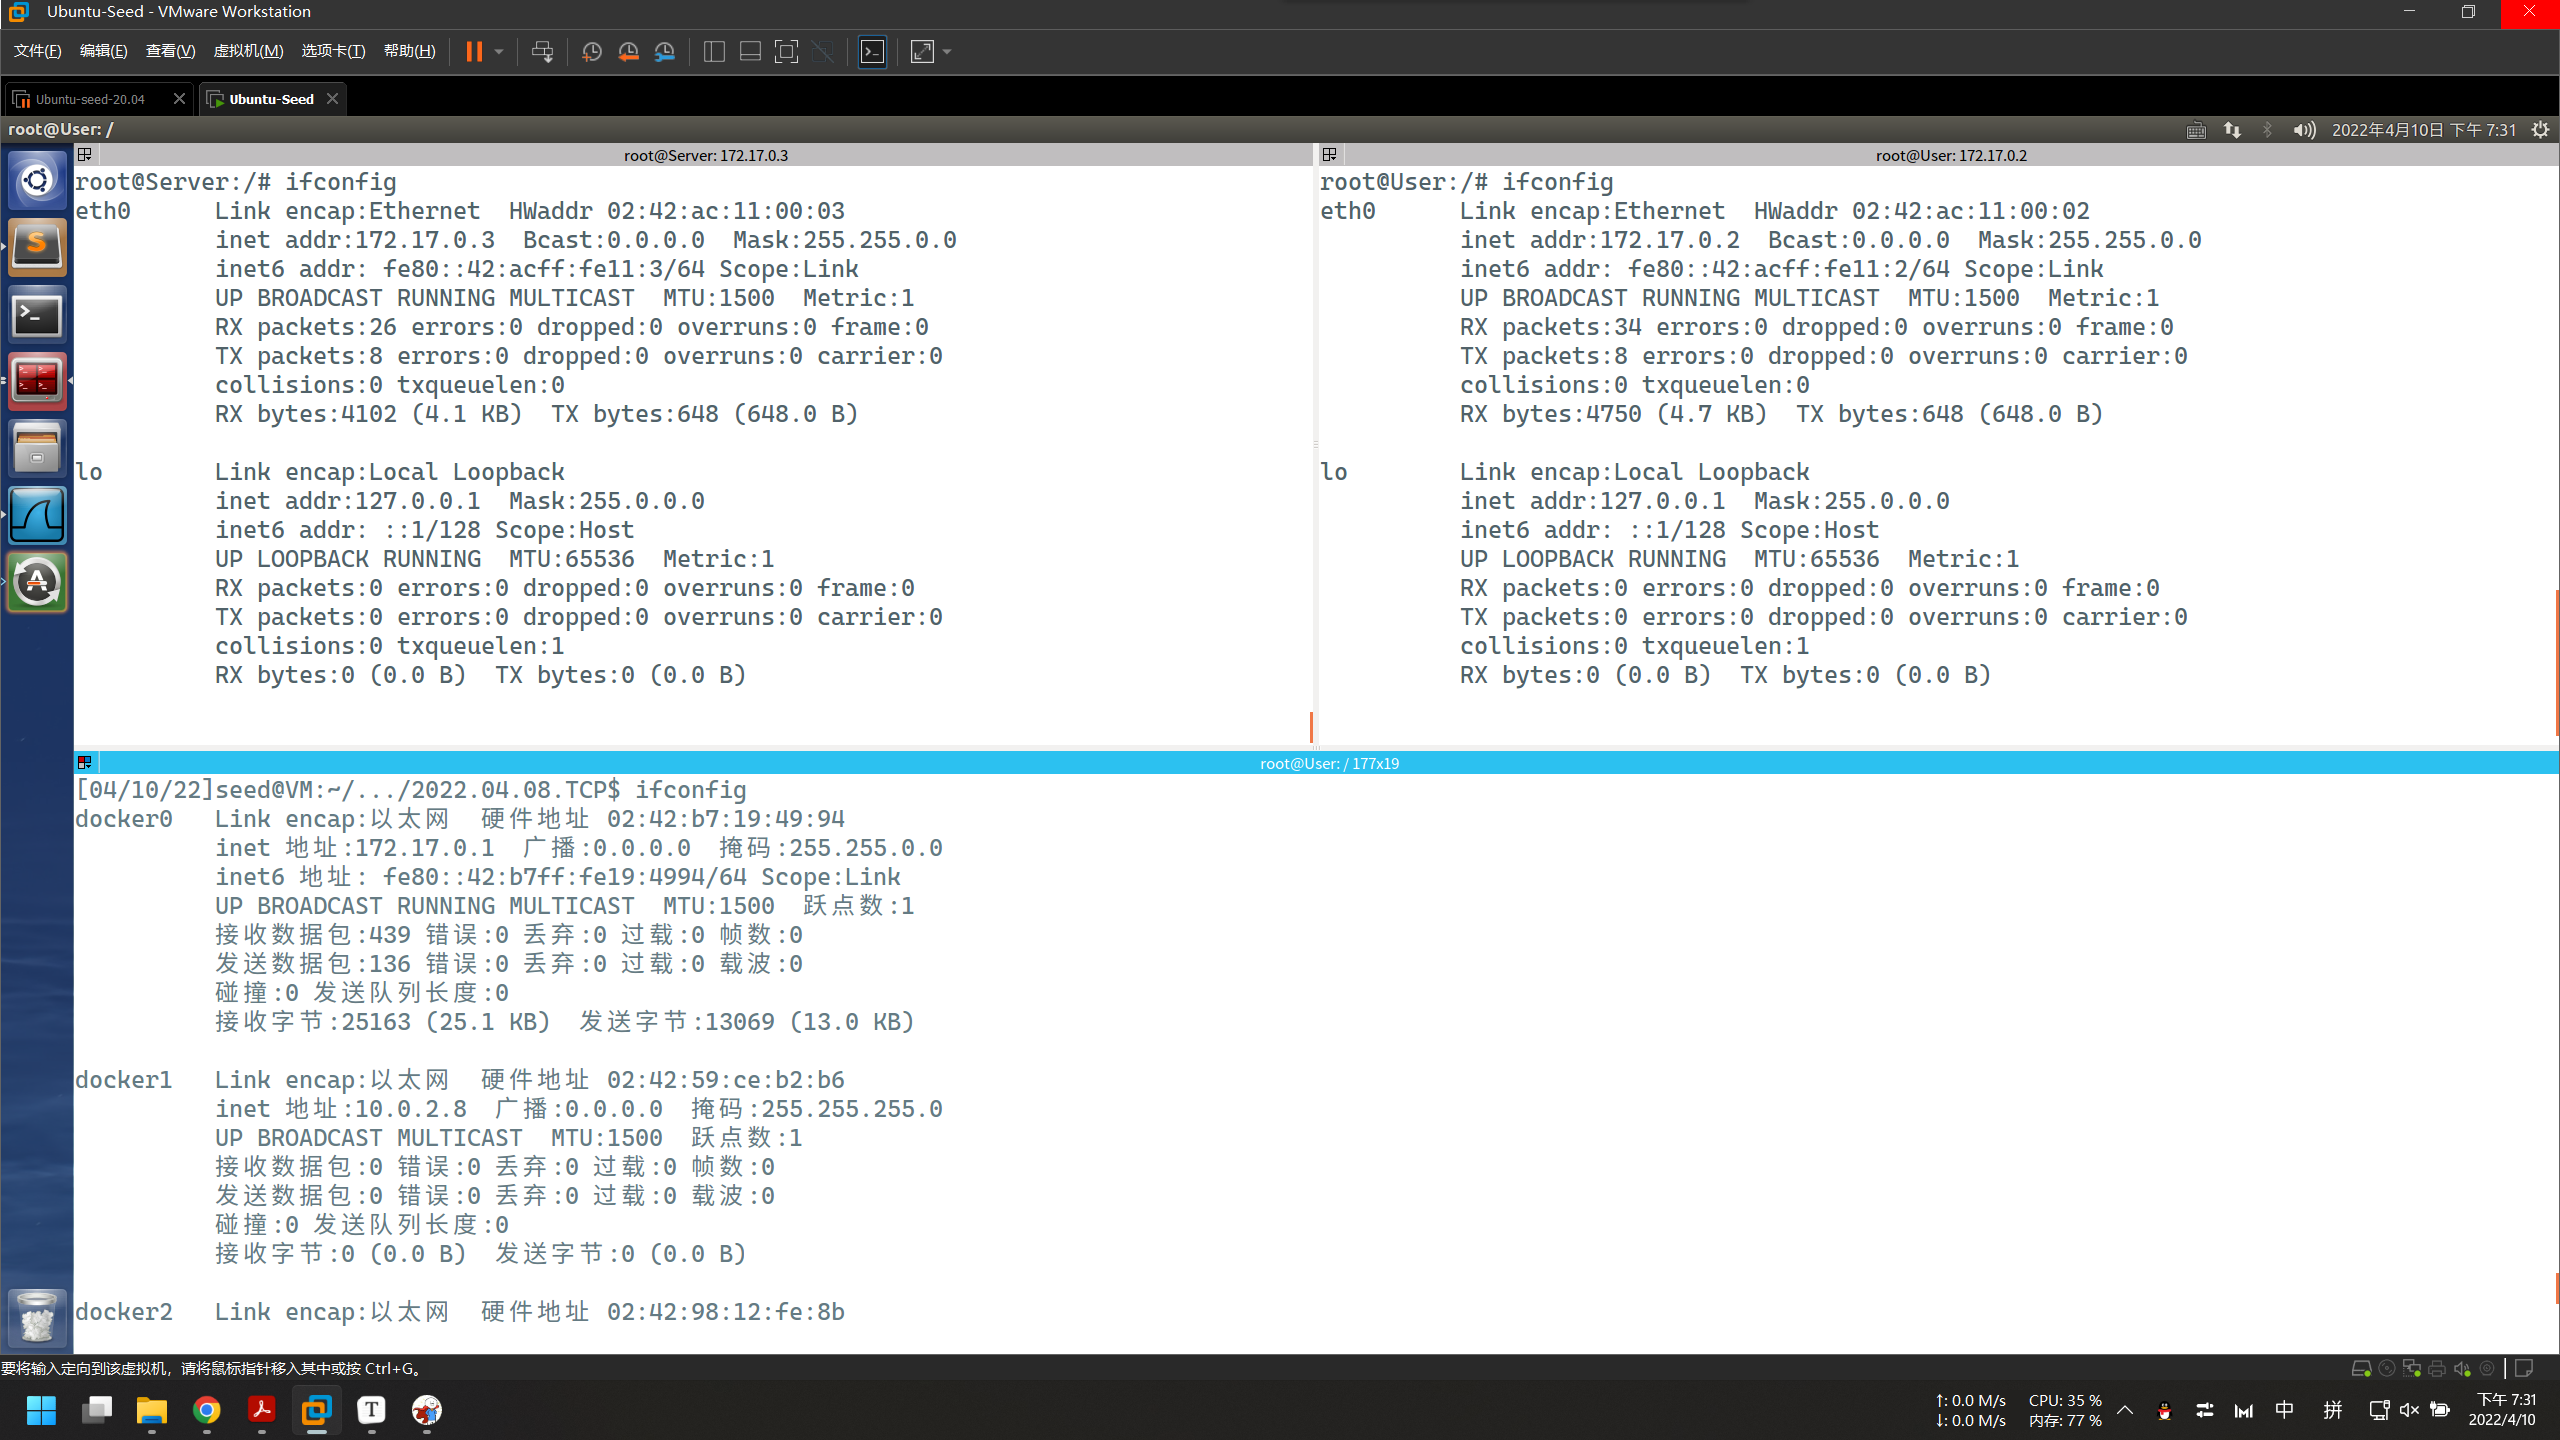 Ubuntu-Seed - VMware Workstation
文件(F) 编辑(E) 查看(V) 虚拟机(M) 选项卡(T) 帮助(H)
Ubuntu-seed-20.04 Ubuntu-Seed
root@User: / 2022年4月10日 下午 7:31
root@Server: 172.17.0.3
root@Server:/# ifconfig
eth0 Link encap:Ethernet HWaddr 02:42:ac:11:00:03
inet addr:172.17.0.3 Bcast:0.0.0.0 Mask:255.255.0.0
inet6 addr: fe80::42:acff:fe11:3/64 Scope:Link
UP BROADCAST RUNNING MULTICAST MTU:1500 Metric:1
RX packets:26 errors:0 dropped:0 overruns:0 frame:0
TX packets:8 errors:0 dropped:0 overruns:0 carrier:0
collisions:0 txqueuelen:0
RX bytes:4102 (4.1 KB) TX bytes:648 (648.0 B)
lo Link encap:Local Loopback
inet addr:127.0.0.1 Mask:255.0.0.0
inet6 addr: ::1/128 Scope:Host
UP LOOPBACK RUNNING MTU:65536 Metric:1
RX packets:0 errors:0 dropped:0 overruns:0 frame:0
TX packets:0 errors:0 dropped:0 overruns:0 carrier:0
collisions:0 txqueuelen:1
RX bytes:0 (0.0 B) TX bytes:0 (0.0 B)
root@User: 172.17.0.2
root@User:/# ifconfig
eth0 Link encap:Ethernet HWaddr 02:42:ac:11:00:02
inet addr:172.17.0.2 Bcast:0.0.0.0 Mask:255.255.0.0
inet6 addr: fe80::42:acff:fe11:2/64 Scope:Link
UP BROADCAST RUNNING MULTICAST MTU:1500 Metric:1
RX packets:34 errors:0 dropped:0 overruns:0 frame:0
TX packets:8 errors:0 dropped:0 overruns:0 carrier:0
collisions:0 txqueuelen:0
RX bytes:4750 (4.7 KB) TX bytes:648 (648.0 B)
lo Link encap:Local Loopback
inet addr:127.0.0.1 Mask:255.0.0.0
inet6 addr: ::1/128 Scope:Host
UP LOOPBACK RUNNING MTU:65536 Metric:1
RX packets:0 errors:0 dropped:0 overruns:0 frame:0
TX packets:0 errors:0 dropped:0 overruns:0 carrier:0
collisions:0 txqueuelen:1
RX bytes:0 (0.0 B) TX bytes:0 (0.0 B)
root@User: / 177x19
[04/10/22]seed@VM:~/.../2022.04.08.TCP$ ifconfig
docker0 Link encap:以太网 硬件地址 02:42:b7:19:49:94
inet 地址:172.17.0.1 广播:0.0.0.0 掩码:255.255.0.0
inet6 地址: fe80::42:b7ff:fe19:4994/64 Scope:Link
UP BROADCAST RUNNING MULTICAST MTU:1500 跃点数:1
接收数据包:439 错误:0 丢弃:0 过载:0 帧数:0
发送数据包:136 错误:0 丢弃:0 过载:0 载波:0
碰撞:0 发送队列长度:0
接收字节:25163 (25.1 KB) 发送字节:13069 (13.0 KB)
docker1 Link encap:以太网 硬件地址 02:42:59:ce:b2:b6
inet 地址:10.0.2.8 广播:0.0.0.0 掩码:255.255.255.0
UP BROADCAST MULTICAST MTU:1500 跃点数:1
接收数据包:0 错误:0 丢弃:0 过载:0 帧数:0
发送数据包:0 错误:0 丢弃:0 过载:0 载波:0
碰撞:0 发送队列长度:0
接收字节:0 (0.0 B) 发送字节:0 (0.0 B)
docker2 Link encap:以太网 硬件地址 02:42:98:12:fe:8b
要将输入定向到该虚拟机，请将鼠标指针移入其中或按 Ctrl+G。
↑: 0.0 M/s CPU: 35 %
↓: 0.0 M/s 内存: 77 %
中 拼
下午 7:31
2022/4/10